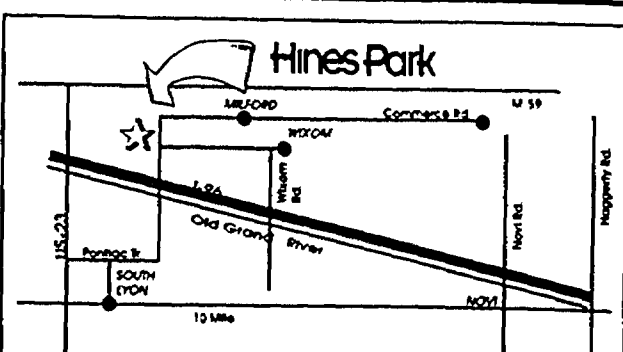 Hines Park
M 59
MILFORD
Commerce Rd.
WIXOM
Wixom
Rd.
I-96
Old Grand River
US-23
Pontiac Tr.
SOUTH
LYON
10 Mile
NOVI
Novi Rd.
Haggerty Rd.